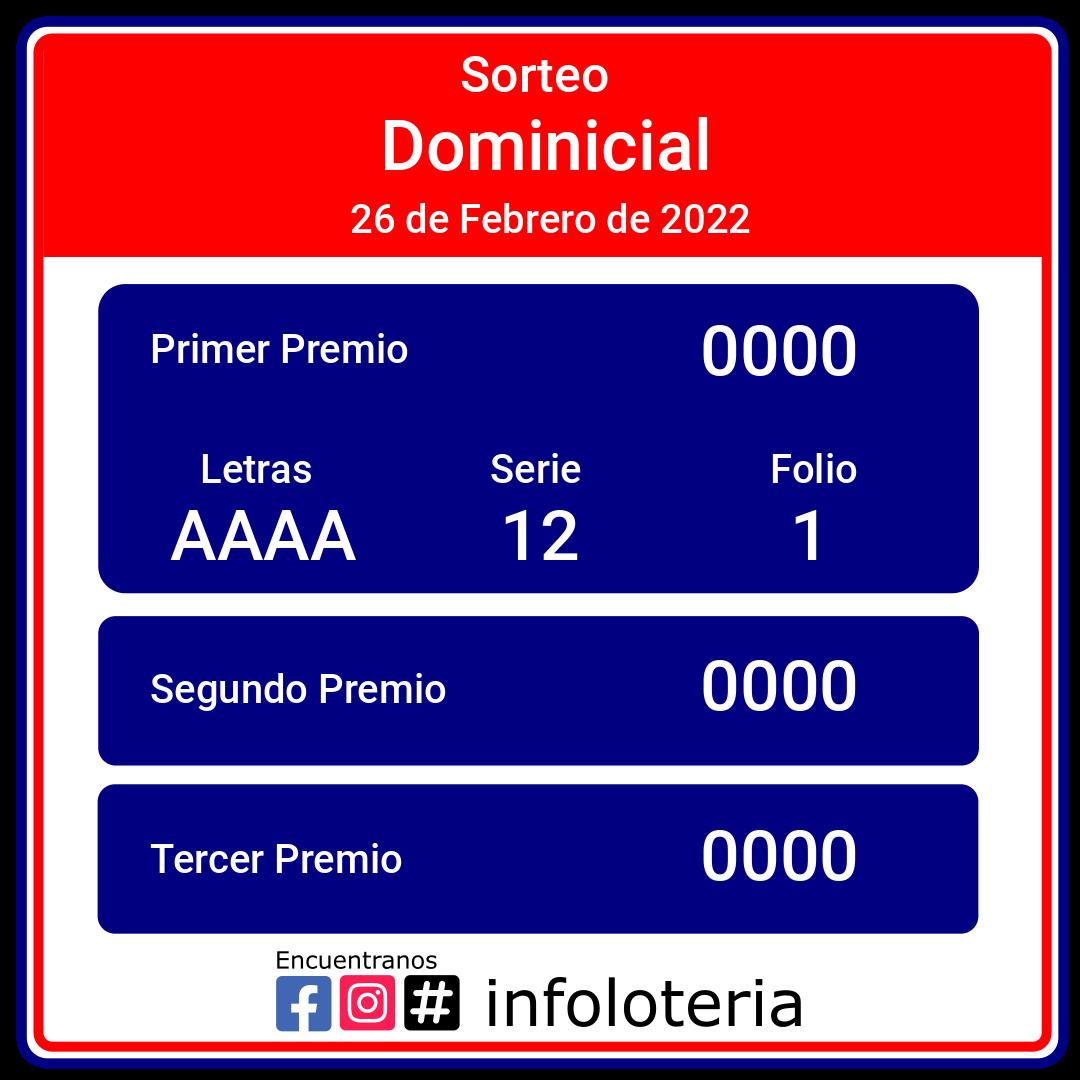 Sorteo
Dominicial
26 de Febrero de 2022
Primer Premio 0000
Letras Serie Folio
AAAA 12 1
Segundo Premio 0000
Tercer Premio 0000
Encuentranos
# infoloteria